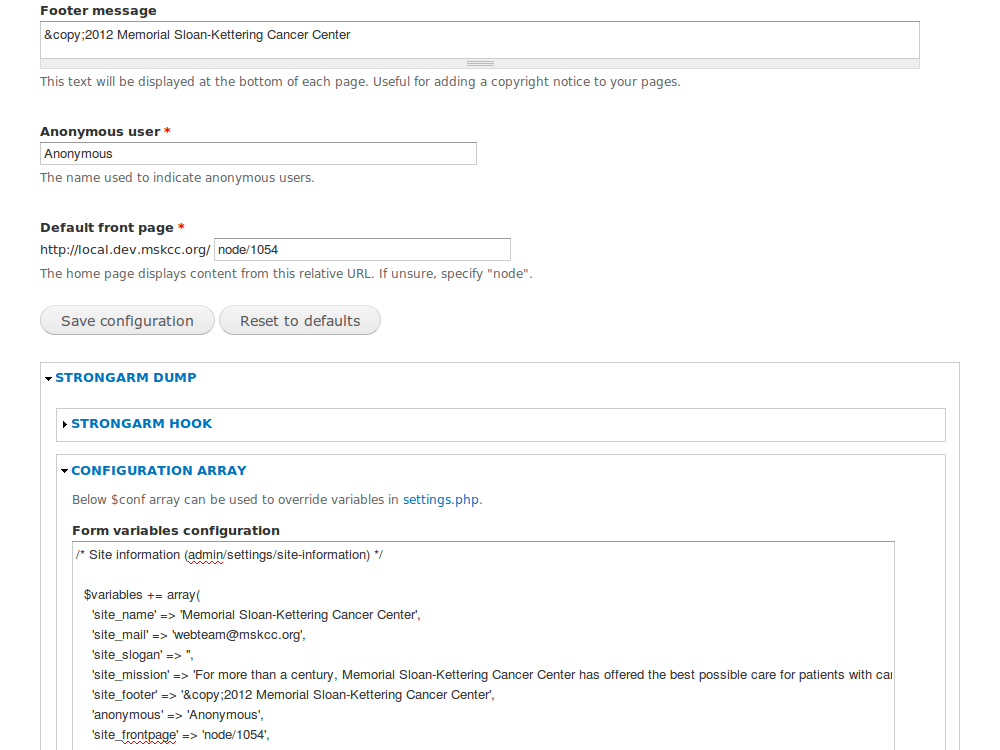 Footer message
&copy;2012 Memorial Sloan-Kettering Cancer Center
This text will be displayed at the bottom of each page. Useful for adding a copyright notice to your pages.
Anonymous user *
Anonymous
The name used to indicate anonymous users.
Default front page *
http://local.dev.mskcc.org/ node/1054
The home page displays content from this relative URL. If unsure, specify "node".
Save configuration Reset to defaults
STRONGARM DUMP
STRONGARM HOOK
CONFIGURATION ARRAY
Below $conf array can be used to override variables in settings.php.
Form variables configuration
/* Site information (admin/settings/site-information) */
$variables += array(
'site_name' => 'Memorial Sloan-Kettering Cancer Center',
'site_mail' => 'webteam@mskcc.org',
'site_slogan' => '',
'site_mission' => 'For more than a century, Memorial Sloan-Kettering Cancer Center has offered the best possible care for patients with
'site_footer' => '&copy;2012 Memorial Sloan-Kettering Cancer Center',
'anonymous' => 'Anonymous',
'site_frontpage' => 'node/1054',